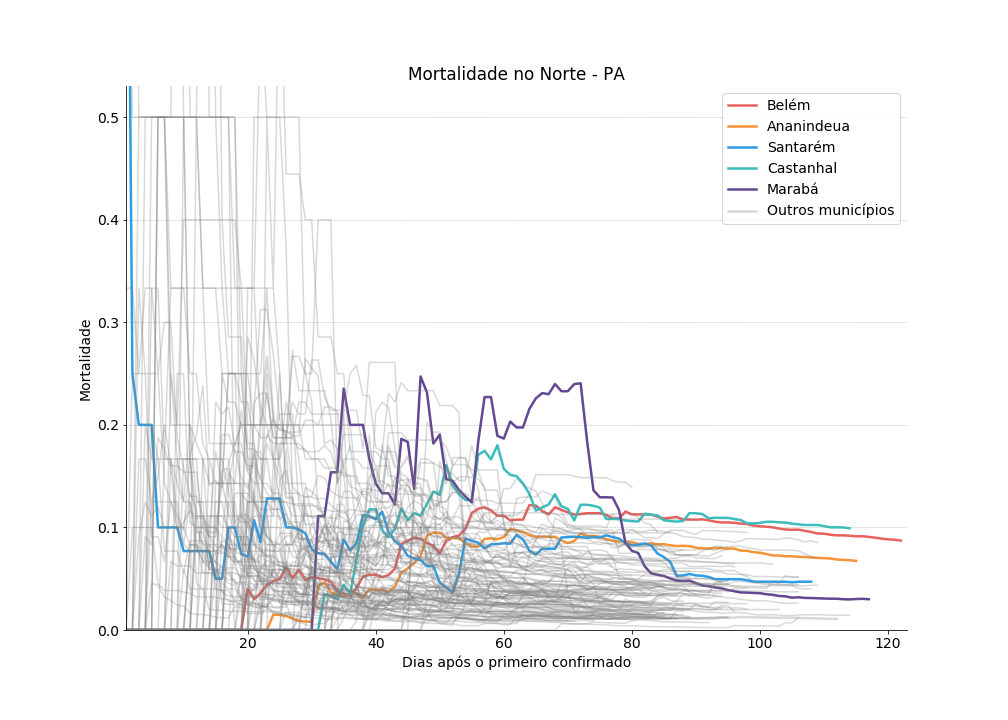 Mortalidade no Norte - PA
Belém
Ananindeua
Santarém
Castanhal
Marabá
Outros municípios
Mortalidade
0.5
0.4
0.3
0.2
0.1
0.0
20
40
60
80
100
120
Dias após o primeiro confirmado